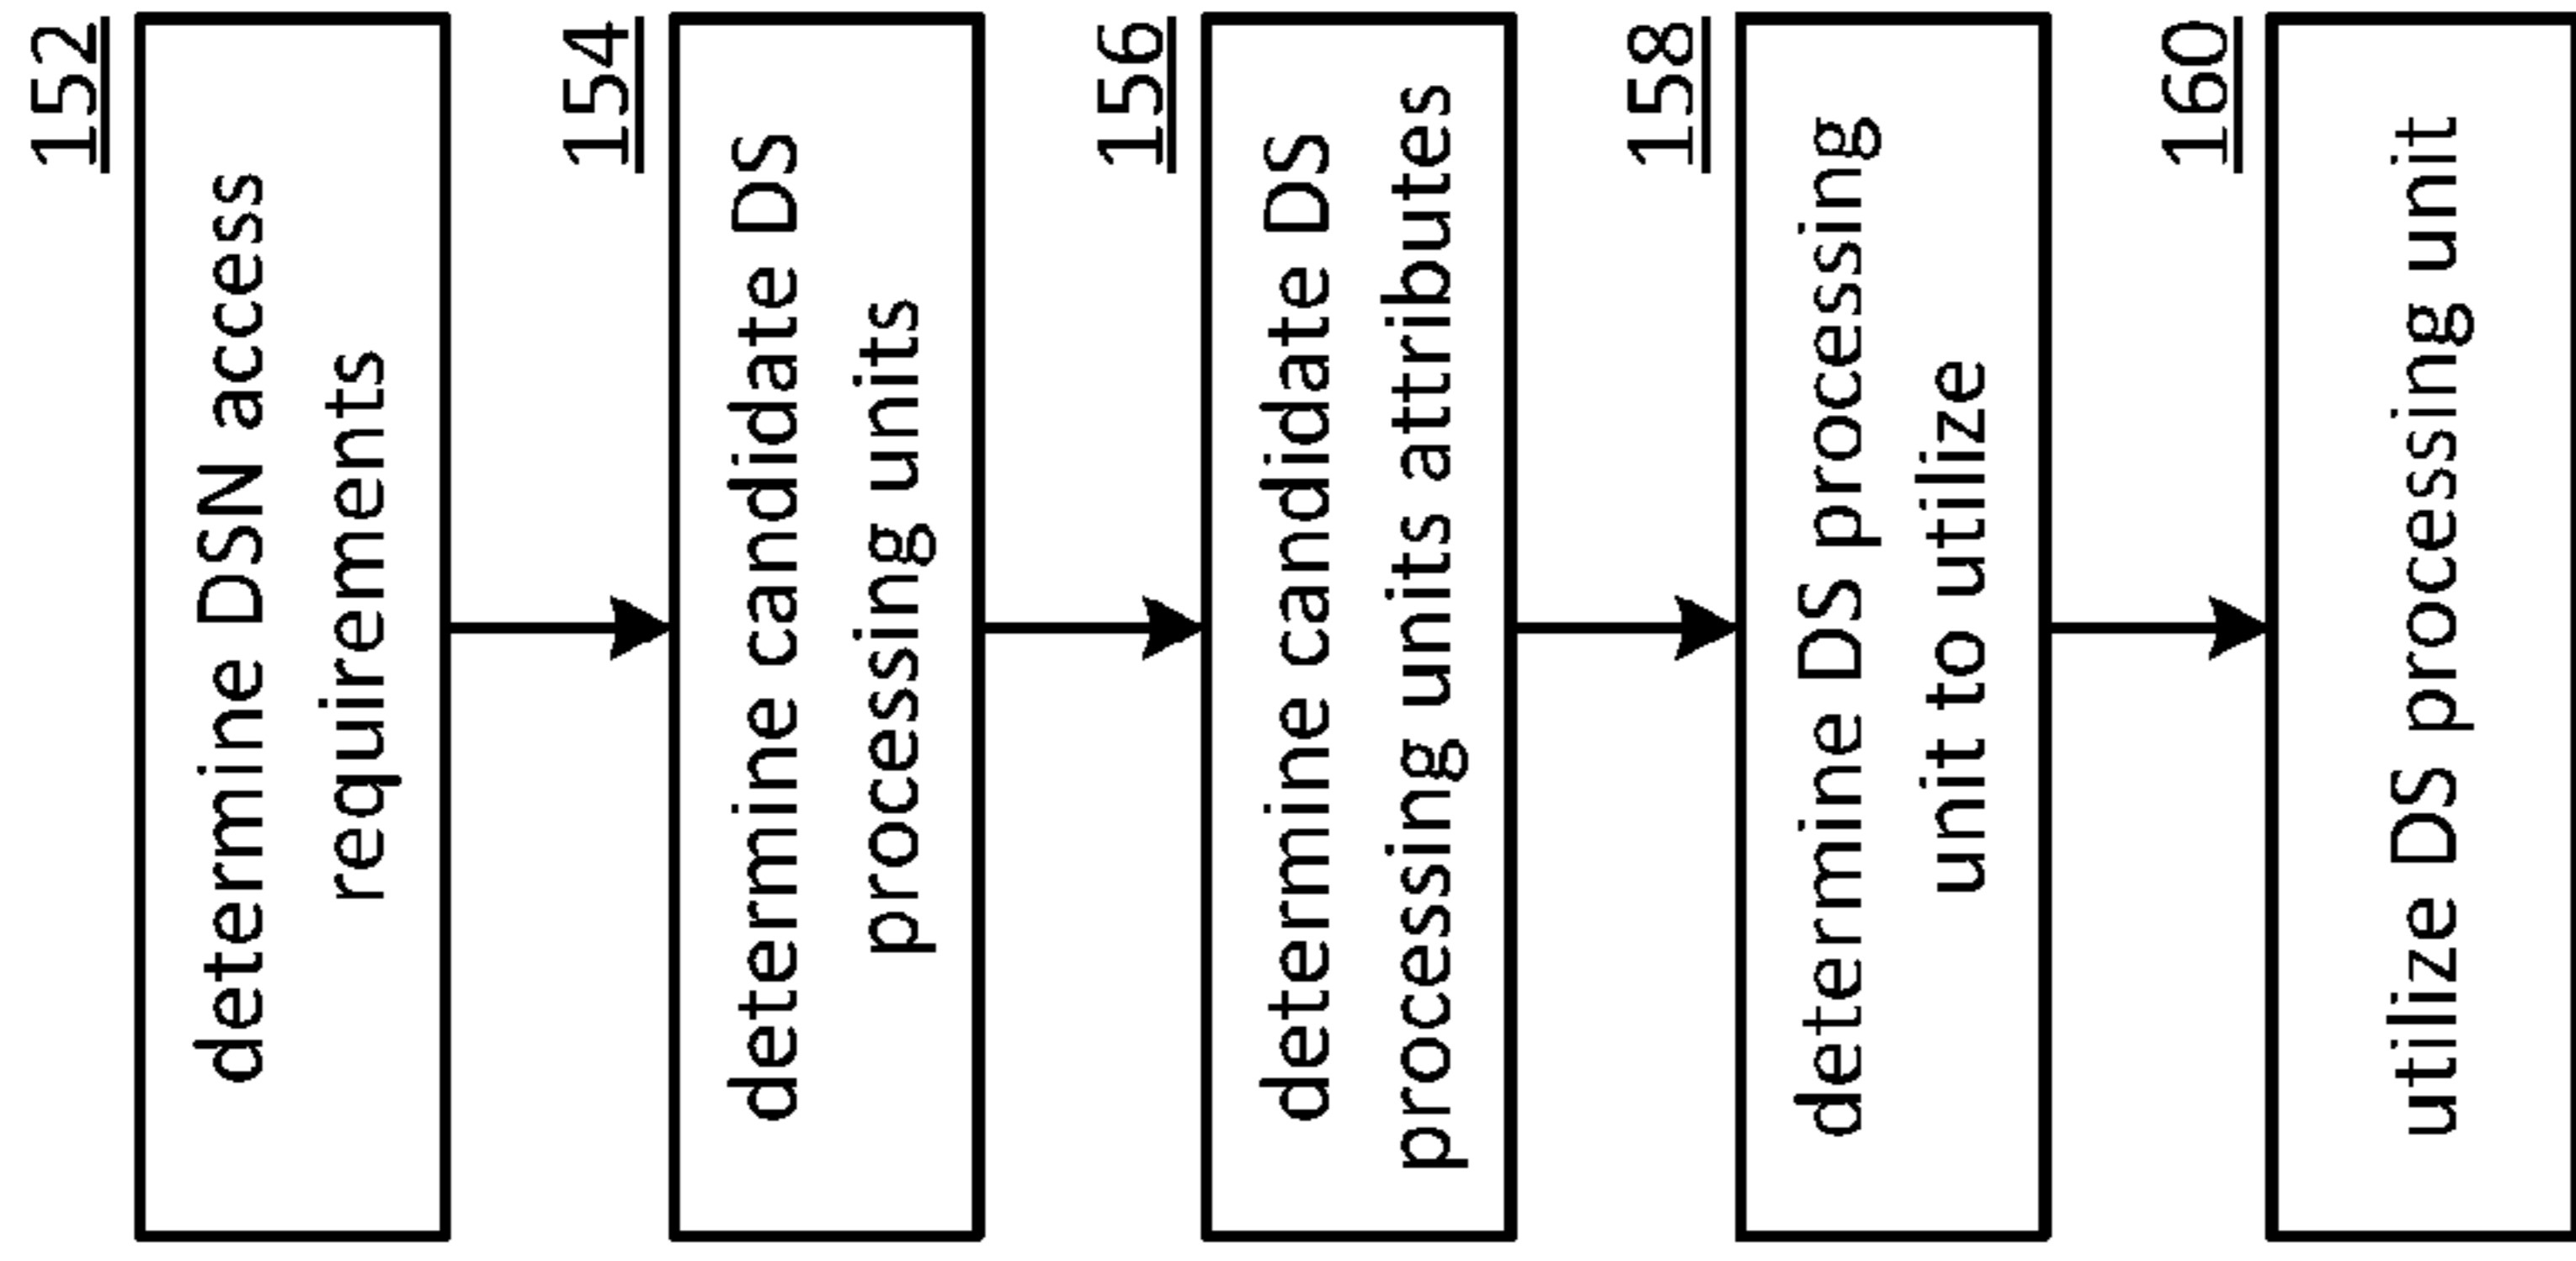 152
determine DSN access
requirements
154
determine candidate DS
processing units
156
determine candidate DS
processing units attributes
158
determine DS processing
unit to utilize
160
utilize DS processing unit